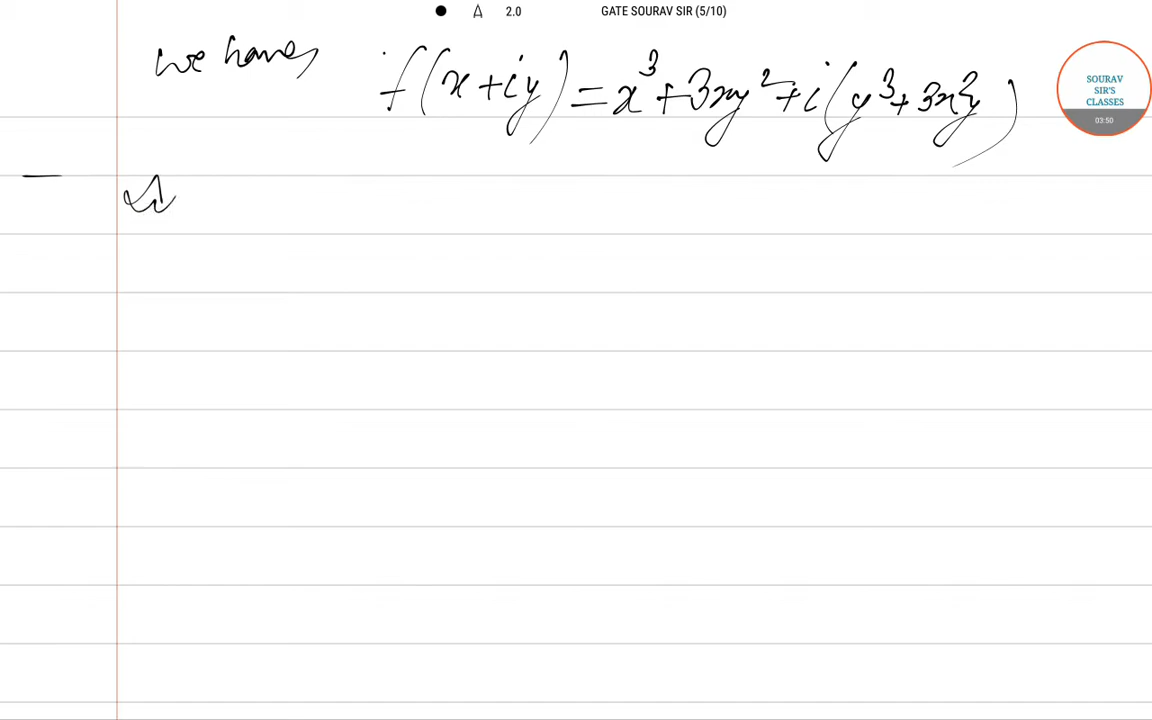 A 2.0 GATE SOURAV SIR (5/10)
we have,
f(x+iy) = x³+3xy²+i(y³+3x²y)
SOURAV
SIR'S
CLASSES
03:50